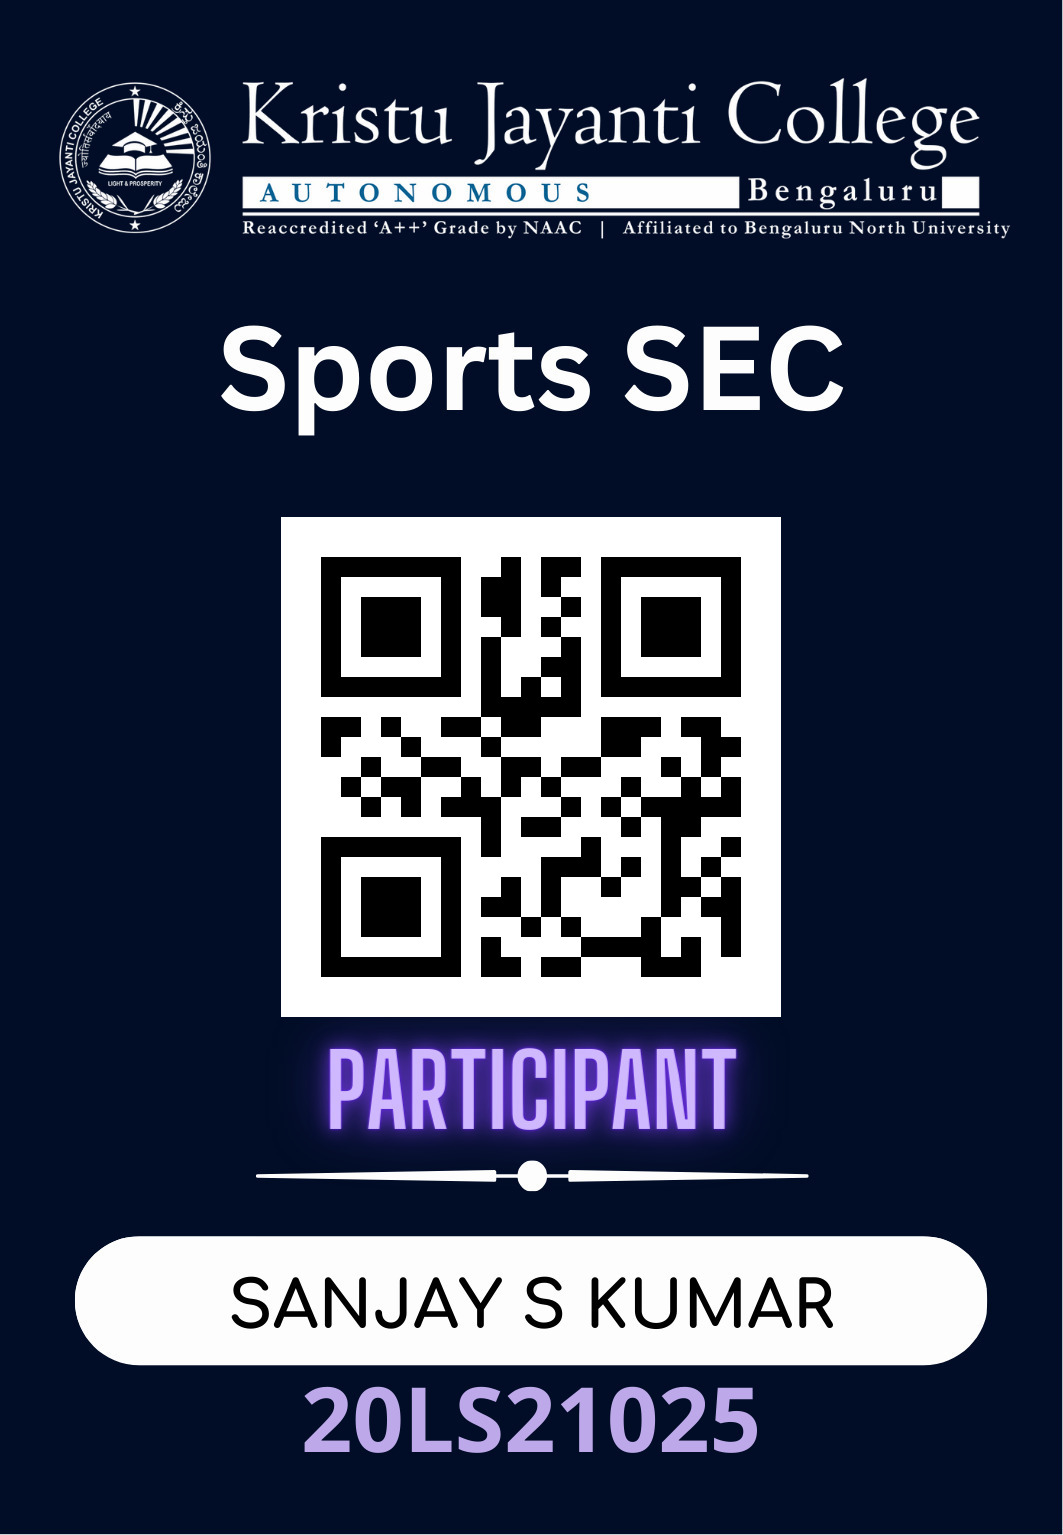 Kristu Jayanti College
AUTONOMOUS Bengaluru
Reaccredited ‘A++’ Grade by NAAC | Affiliated to Bengaluru North University
KRISTU JAYANTI COLLEGE
LIGHT & PROSPERITY
Sports SEC
PARTICIPANT
SANJAY S KUMAR
20LS21025